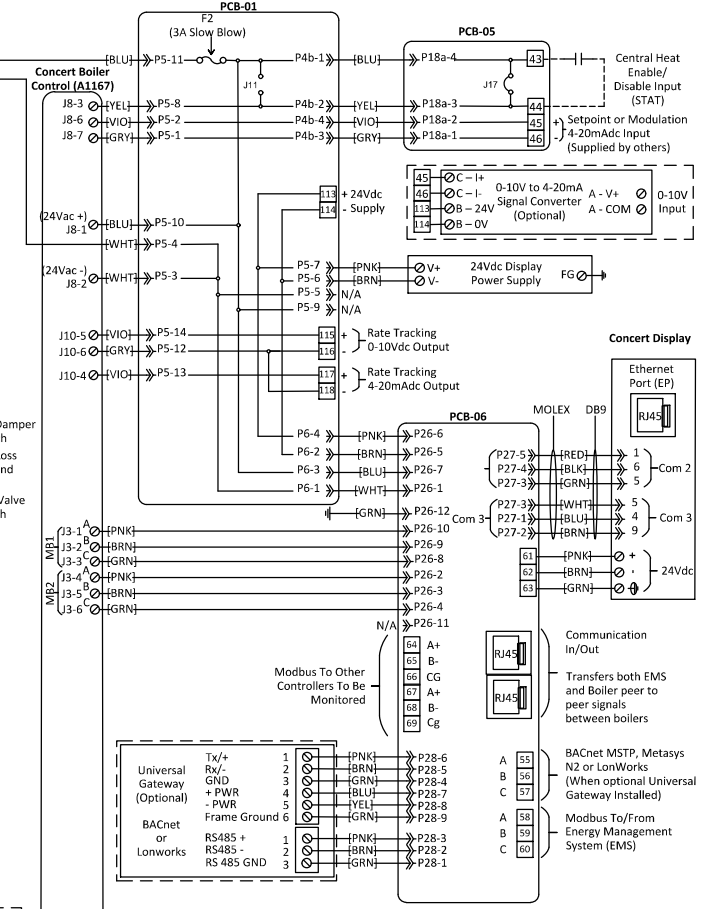 PCB-01
F2
(3A Slow Blow)
PCB-05
[BLU] P5-11 P4b-1 [BLU] P18a-4 43
J11
J17
Concert Boiler
Control (A1167)
Central Heat
Enable/
Disable Input
(STAT)
J8-3 [YEL] P5-8 P4b-2 [YEL] P18a-3 44
J8-6 [VIO] P5-2 P4b-4 [VIO] P18a-2 45 +
J8-7 [GRY] P5-1 P4b-3 [GRY] P18a-1 46 -
Setpoint or Modulation
4-20mAdc Input
(Supplied by others)
45 C – I+
46 C – I-
113 B – 24V
114 B – 0V
0-10V to 4-20mA
Signal Converter
(Optional)
A - V+
A - COM
0-10V
Input
113 + 24Vdc
114 - Supply
(24Vac +)
J8-1 [BLU] P5-10
[WHT] P5-4
(24Vac -)
J8-2 [WHT] P5-3
P5-7 [PNK] V+
P5-6 [BRN] V-
P5-5 N/A
P5-9 N/A
24Vdc Display
Power Supply
FG
J10-5 [VIO] P5-14 115 +
J10-6 [GRY] P5-12 116 -
Rate Tracking
0-10Vdc Output
J10-4 [VIO] P5-13 117 +
118 -
Rate Tracking
4-20mAdc Output
Concert Display
Ethernet
Port (EP)
RJ45
PCB-06
MOLEX DB9
Damper
h
Loss
nd
Valve
h
P6-4 [PNK] P26-6
P6-2 [BRN] P26-5
P6-3 [BLU] P26-7
P6-1 [WHT] P26-1
[GRN] P26-12
P27-5 [RED] 1
P27-4 [BLK] 6
P27-3 [GRN] 5
Com 2
Com 3
P27-3 [WHT] 5
P27-1 [BLU] 4
P27-2 [BRN] 9
Com 3
MB1
J3-1 A [PNK] P26-10
J3-2 B [BRN] P26-9
J3-3 C [GRN] P26-8
MB2
J3-4 A [PNK] P26-2
J3-5 B [BRN] P26-3
J3-6 C [GRN] P26-4
N/A P26-11
61 [PNK] +
62 [BRN] -
63 [GRN]
24Vdc
Modbus To Other
Controllers To Be
Monitored
64 A+
65 B-
66 CG
67 A+
68 B-
69 Cg
RJ45
RJ45
Communication
In/Out
Transfers both EMS
and Boiler peer to
peer signals
between boilers
Universal
Gateway
(Optional)
BACnet
or
Lonworks
Tx/+ 1 [PNK] P28-6
Rx/- 2 [BRN] P28-5
GND 3 [GRN] P28-4
+ PWR 4 [BLU] P28-7
- PWR 5 [YEL] P28-8
Frame Ground 6 [GRN] P28-9
RS485 + 1 [PNK] P28-3
RS485 - 2 [BRN] P28-2
RS 485 GND 3 [GRN] P28-1
A 55
B 56
C 57
BACnet MSTP, Metasys
N2 or LonWorks
(When optional Universal
Gateway Installed)
A 58
B 59
C 60
Modbus To/From
Energy Management
System (EMS)